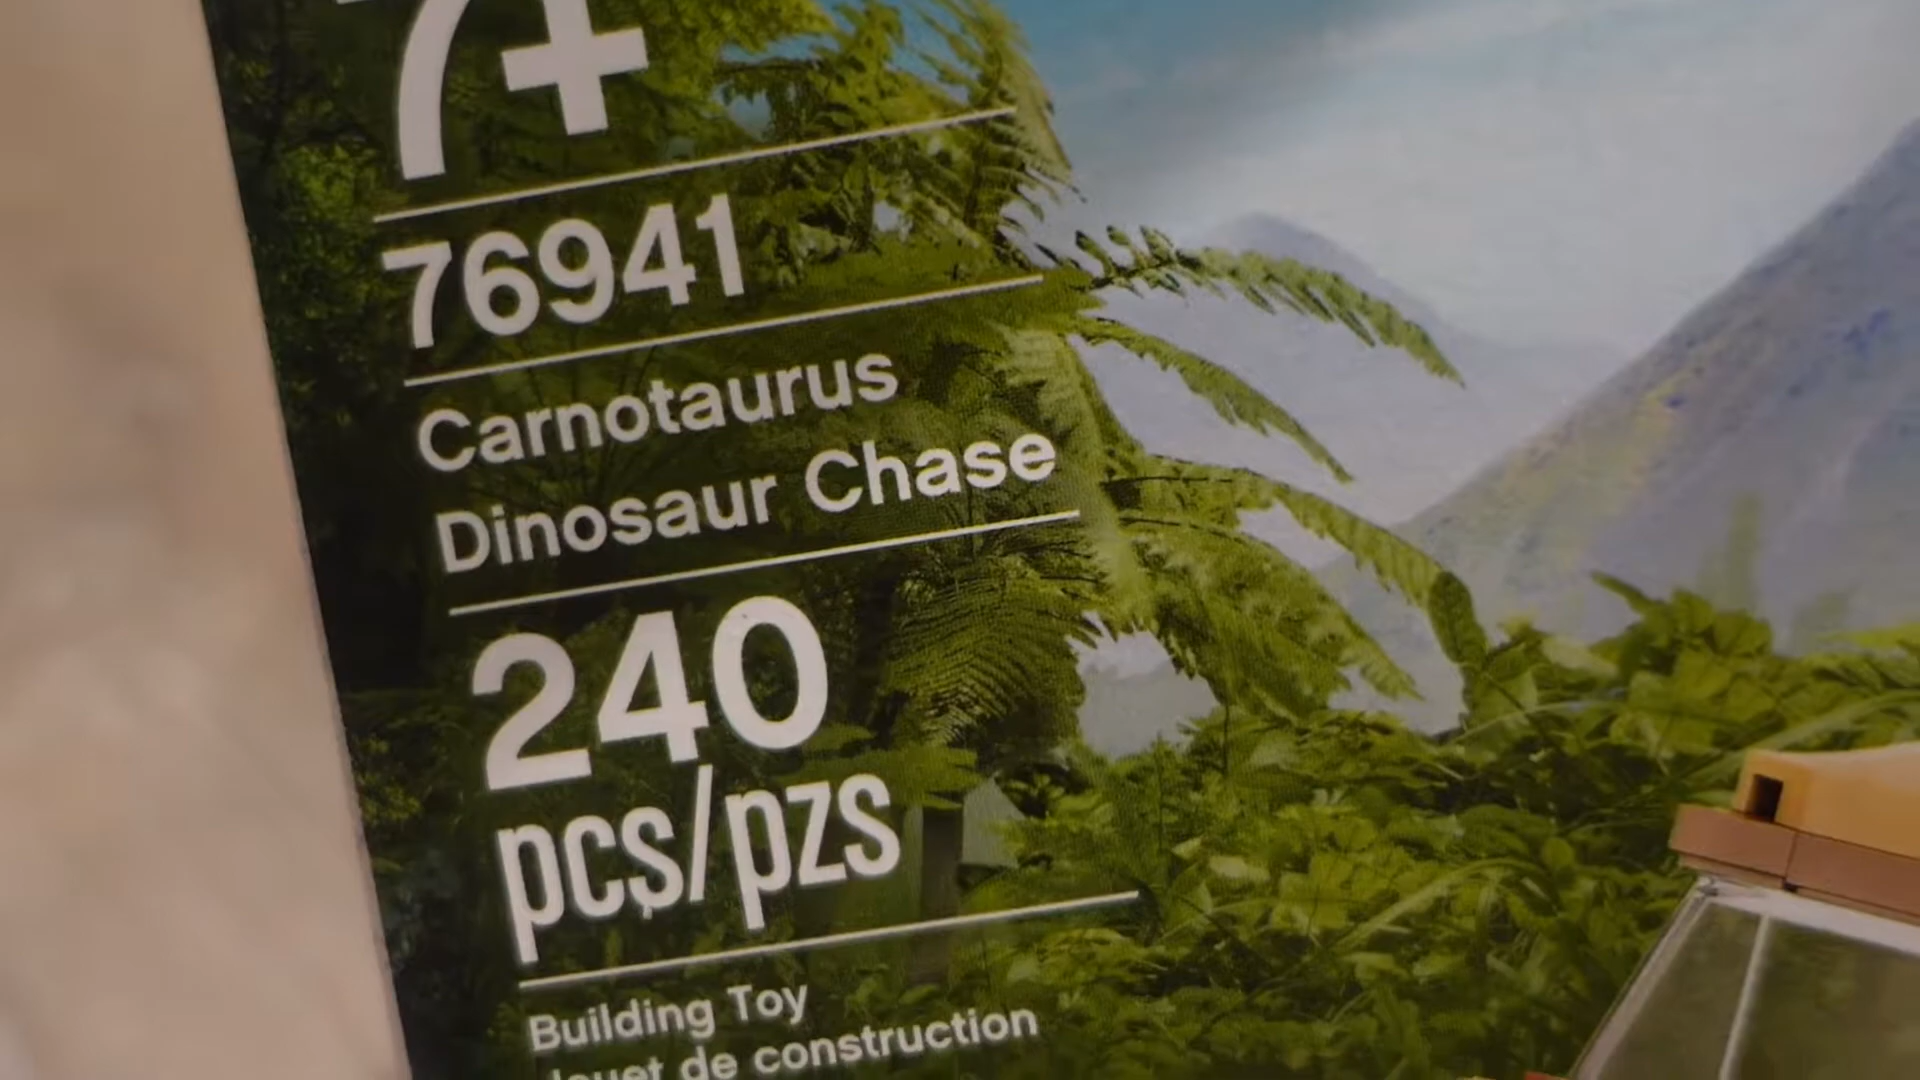 7+
76941
Carnotaurus
Dinosaur Chase
240
pcs/pzs
Building Toy
Jouet de construction